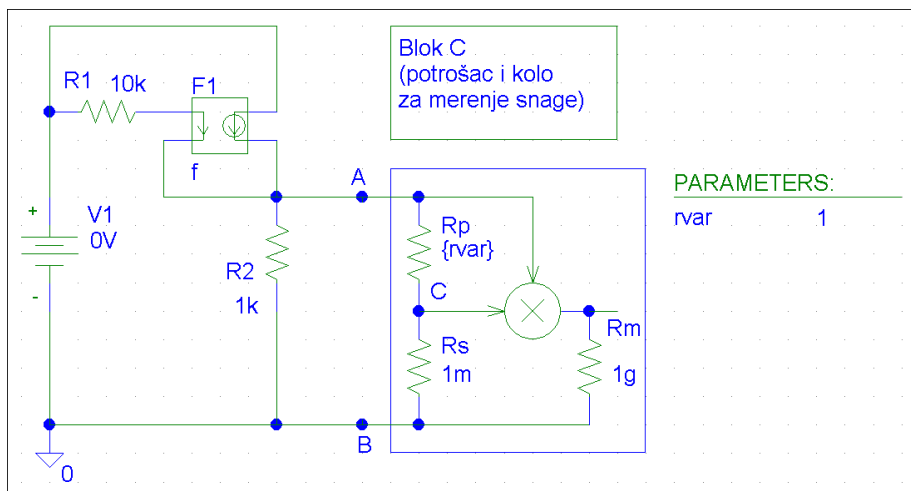 R1 10k
F1
f
+
V1
0V
-
R2
1k
0
A
B
Blok C
(potrošac i kolo
za merenje snage)
Rp
{rvar}
C
Rs
1m
Rm
1g
PARAMETERS:
rvar 1